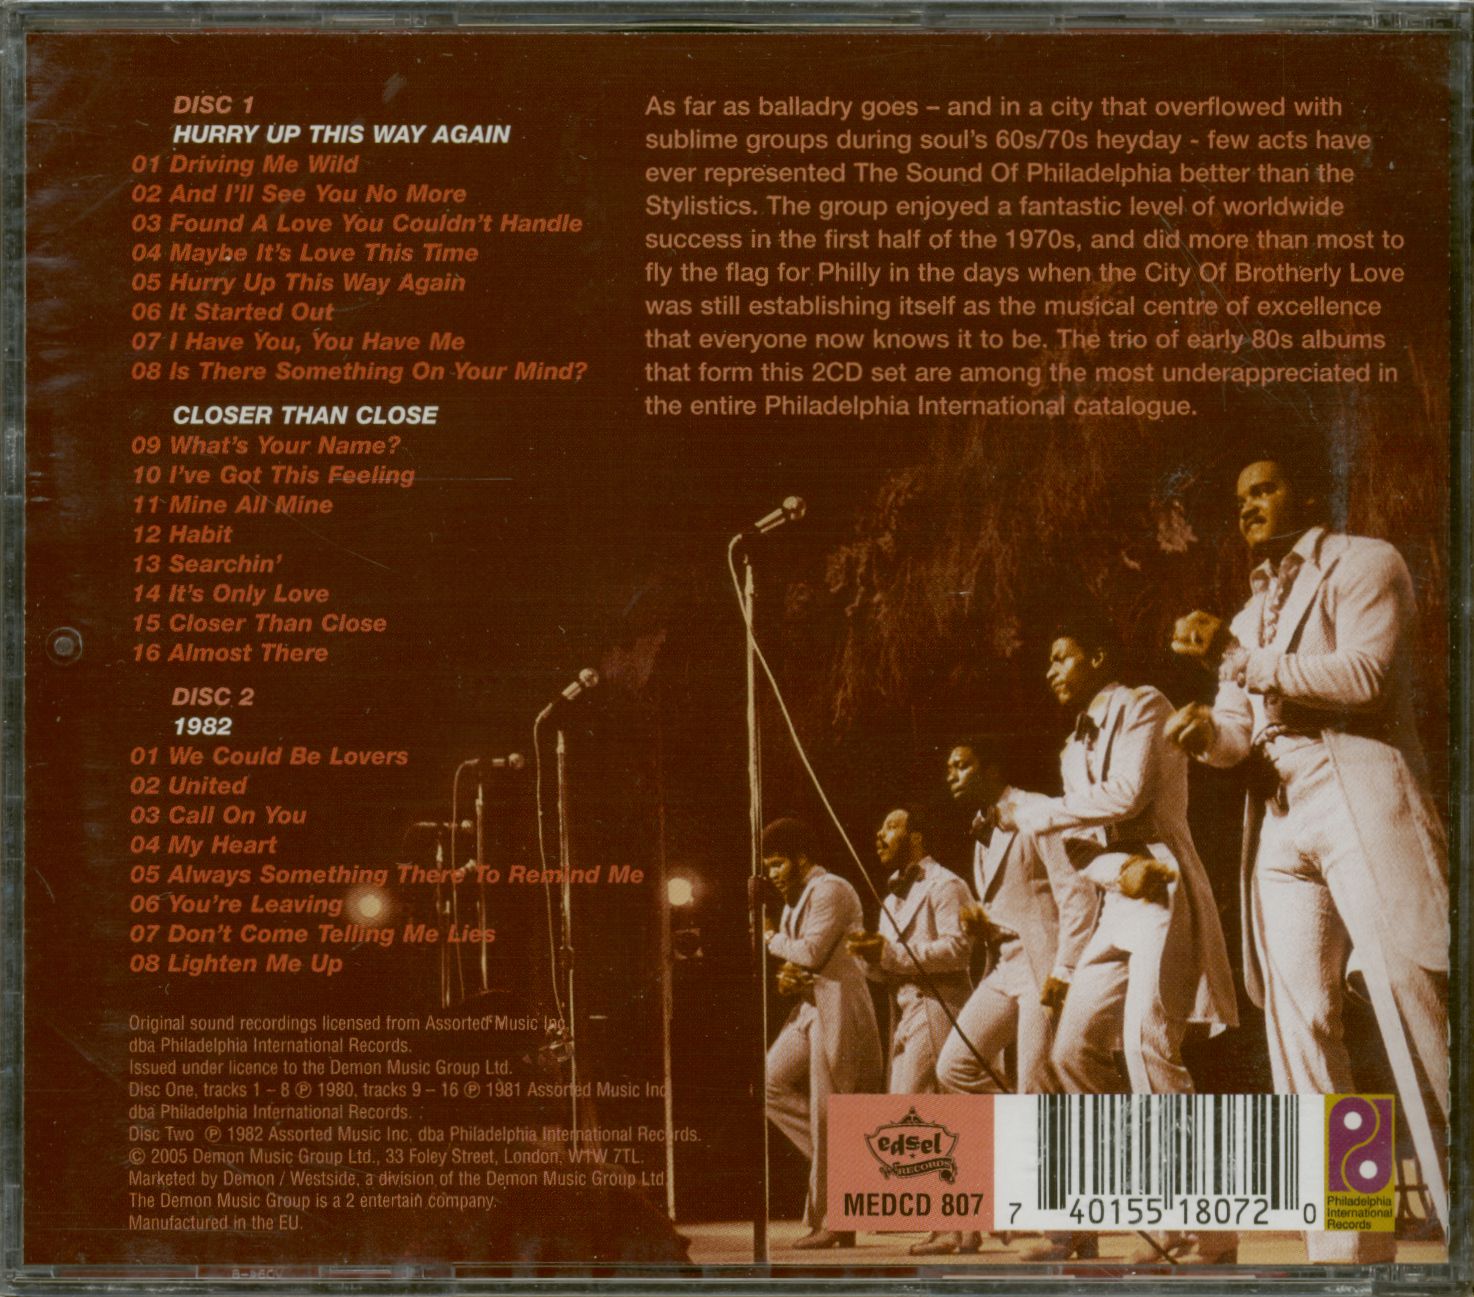 DISC 1
HURRY UP THIS WAY AGAIN
01 Driving Me Wild
02 And I'll See You No More
03 Found A Love You Couldn't Handle
04 Maybe It's Love This Time
05 Hurry Up This Way Again
06 It Started Out
07 I Have You, You Have Me
08 Is There Something On Your Mind?
CLOSER THAN CLOSE
09 What's Your Name?
10 I've Got This Feeling
11 Mine All Mine
12 Habit
13 Searchin'
14 It's Only Love
15 Closer Than Close
16 Almost There
DISC 2
1982
01 We Could Be Lovers
02 United
03 Call On You
04 My Heart
05 Always Something There To Remind Me
06 You're Leaving
07 Don't Come Telling Me Lies
08 Lighten Me Up
As far as balladry goes – and in a city that overflowed with
sublime groups during soul's 60s/70s heyday - few acts have
ever represented The Sound Of Philadelphia better than the
Stylistics. The group enjoyed a fantastic level of worldwide
success in the first half of the 1970s, and did more than most to
fly the flag for Philly in the days when the City Of Brotherly Love
was still establishing itself as the musical centre of excellence
that everyone now knows it to be. The trio of early 80s albums
that form this 2CD set are among the most underappreciated in
the entire Philadelphia International catalogue.
Original sound recordings licensed from Assorted Music Inc,
dba Philadelphia International Records.
Issued under licence to the Demon Music Group Ltd.
Disc One, tracks 1 – 8 ℗ 1980, tracks 9 – 16 ℗ 1981 Assorted Music Inc
dba Philadelphia International Records.
Disc Two ℗ 1982 Assorted Music Inc, dba Philadelphia International Records.
© 2005 Demon Music Group Ltd., 33 Foley Street, London, W1W 7TL.
Marketed by Demon / Westside, a division of the Demon Music Group Ltd.
The Demon Music Group is a 2 entertain company.
Manufactured in the EU.
edsel
RECORDS
MEDCD 807
7 40155 18072 0
Philadelphia
International
Records